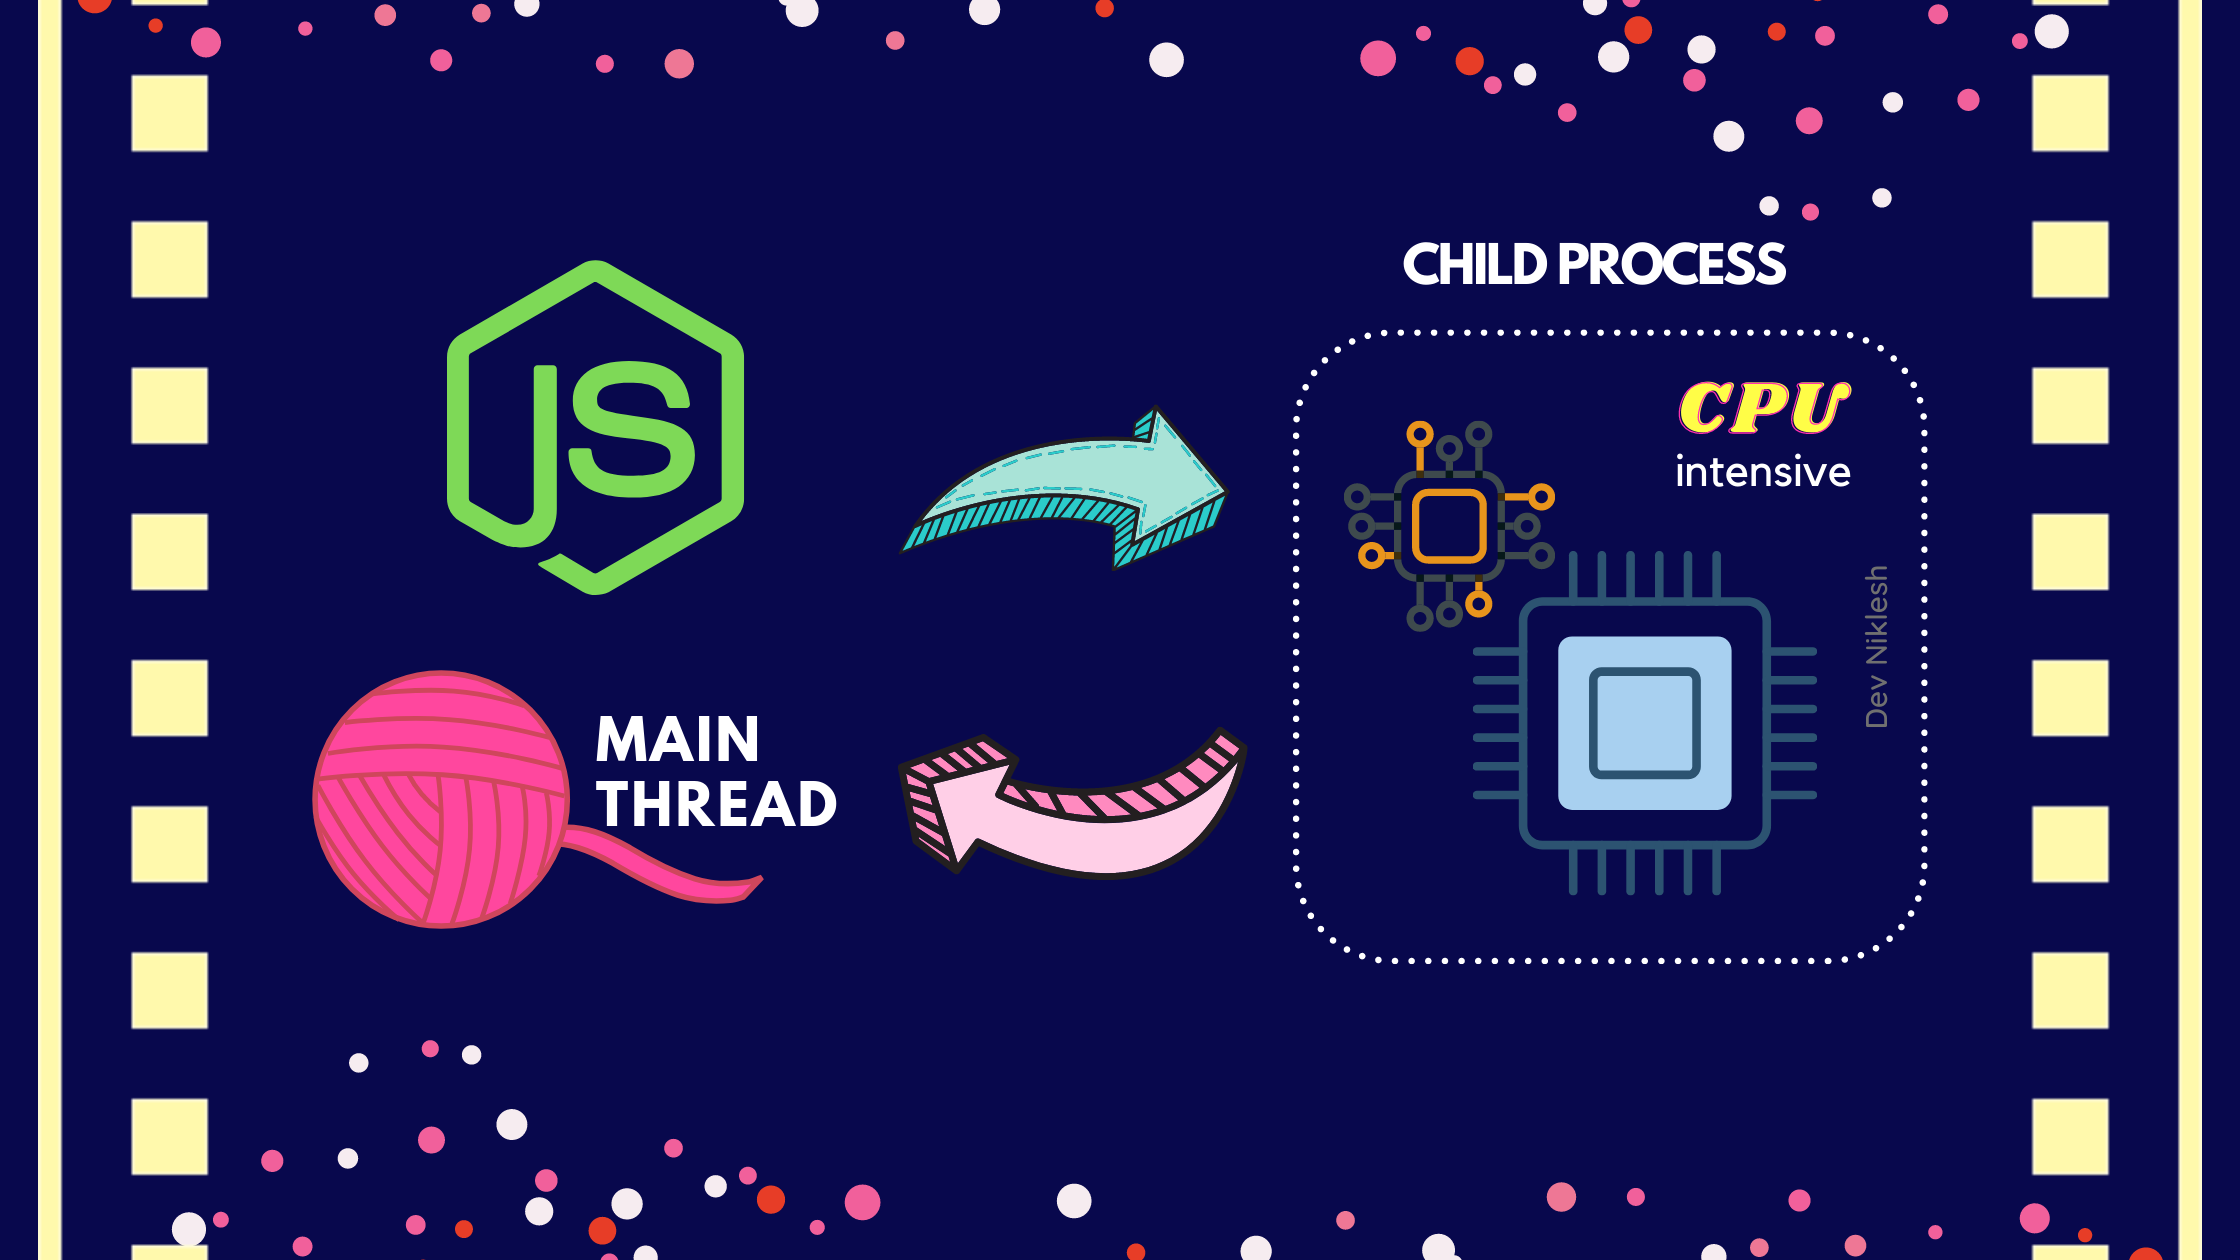 CHILD PROCESS
JS
CPU
intensive
Dev Niklesh
MAIN
THREAD